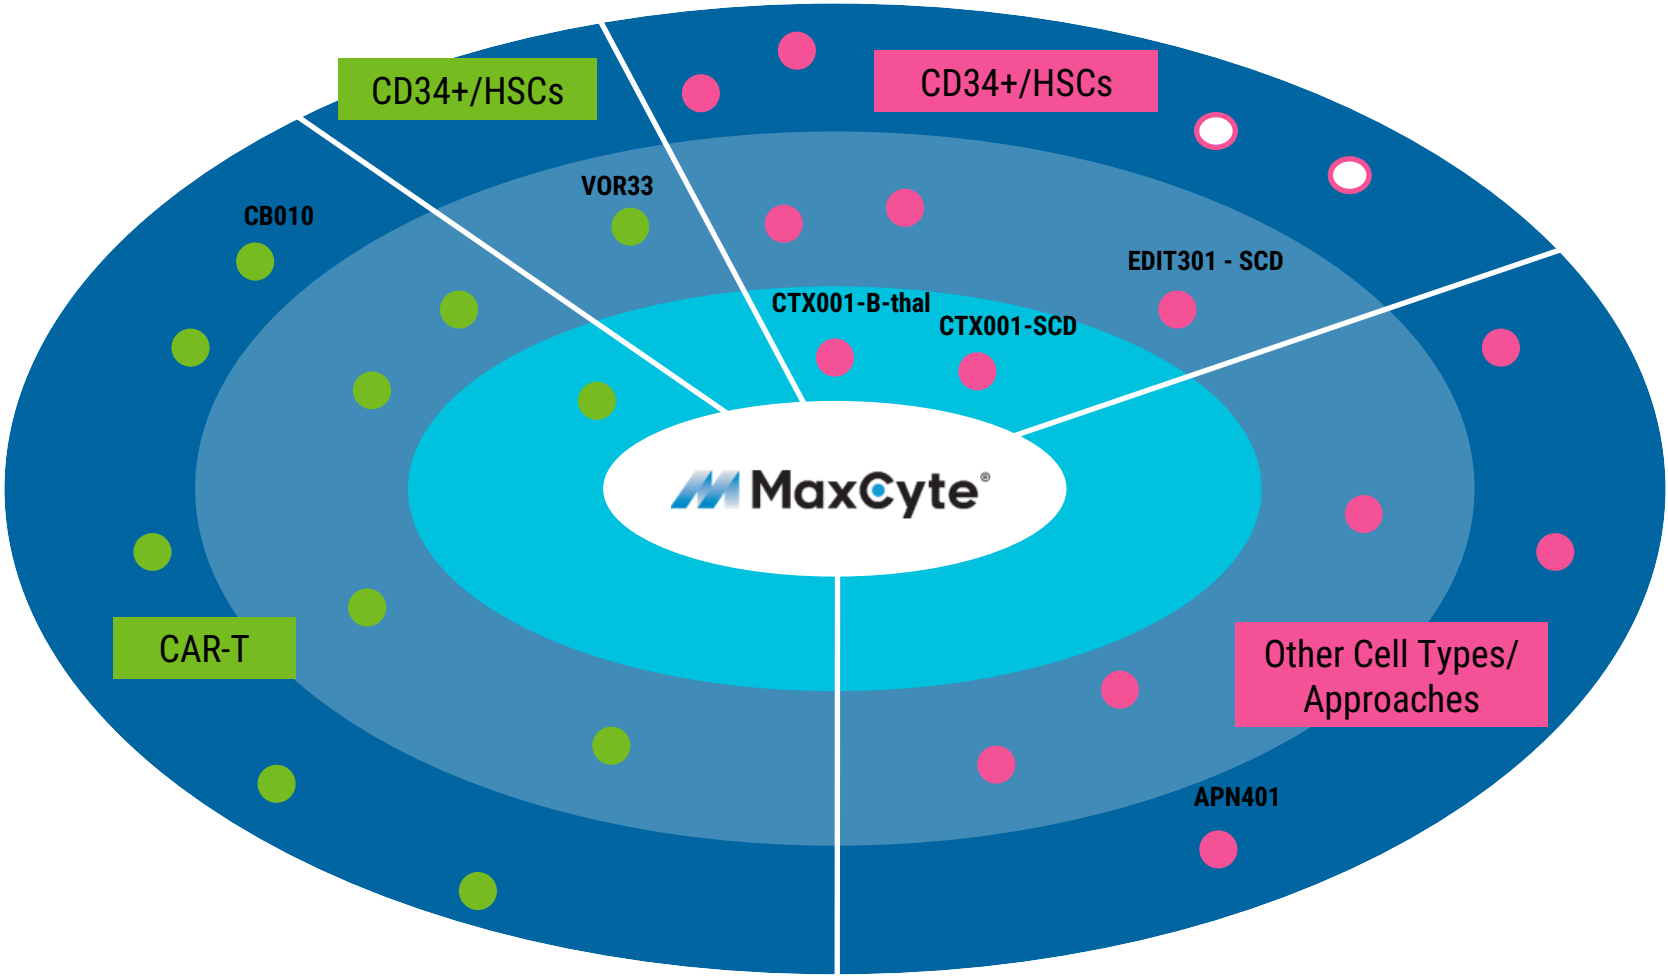 CD34+/HSCs
CD34+/HSCs
VOR33
CB010
EDIT301 - SCD
CTX001-B-thal
CTX001-SCD
MaxCyte®
CAR-T
Other Cell Types/
Approaches
APN401